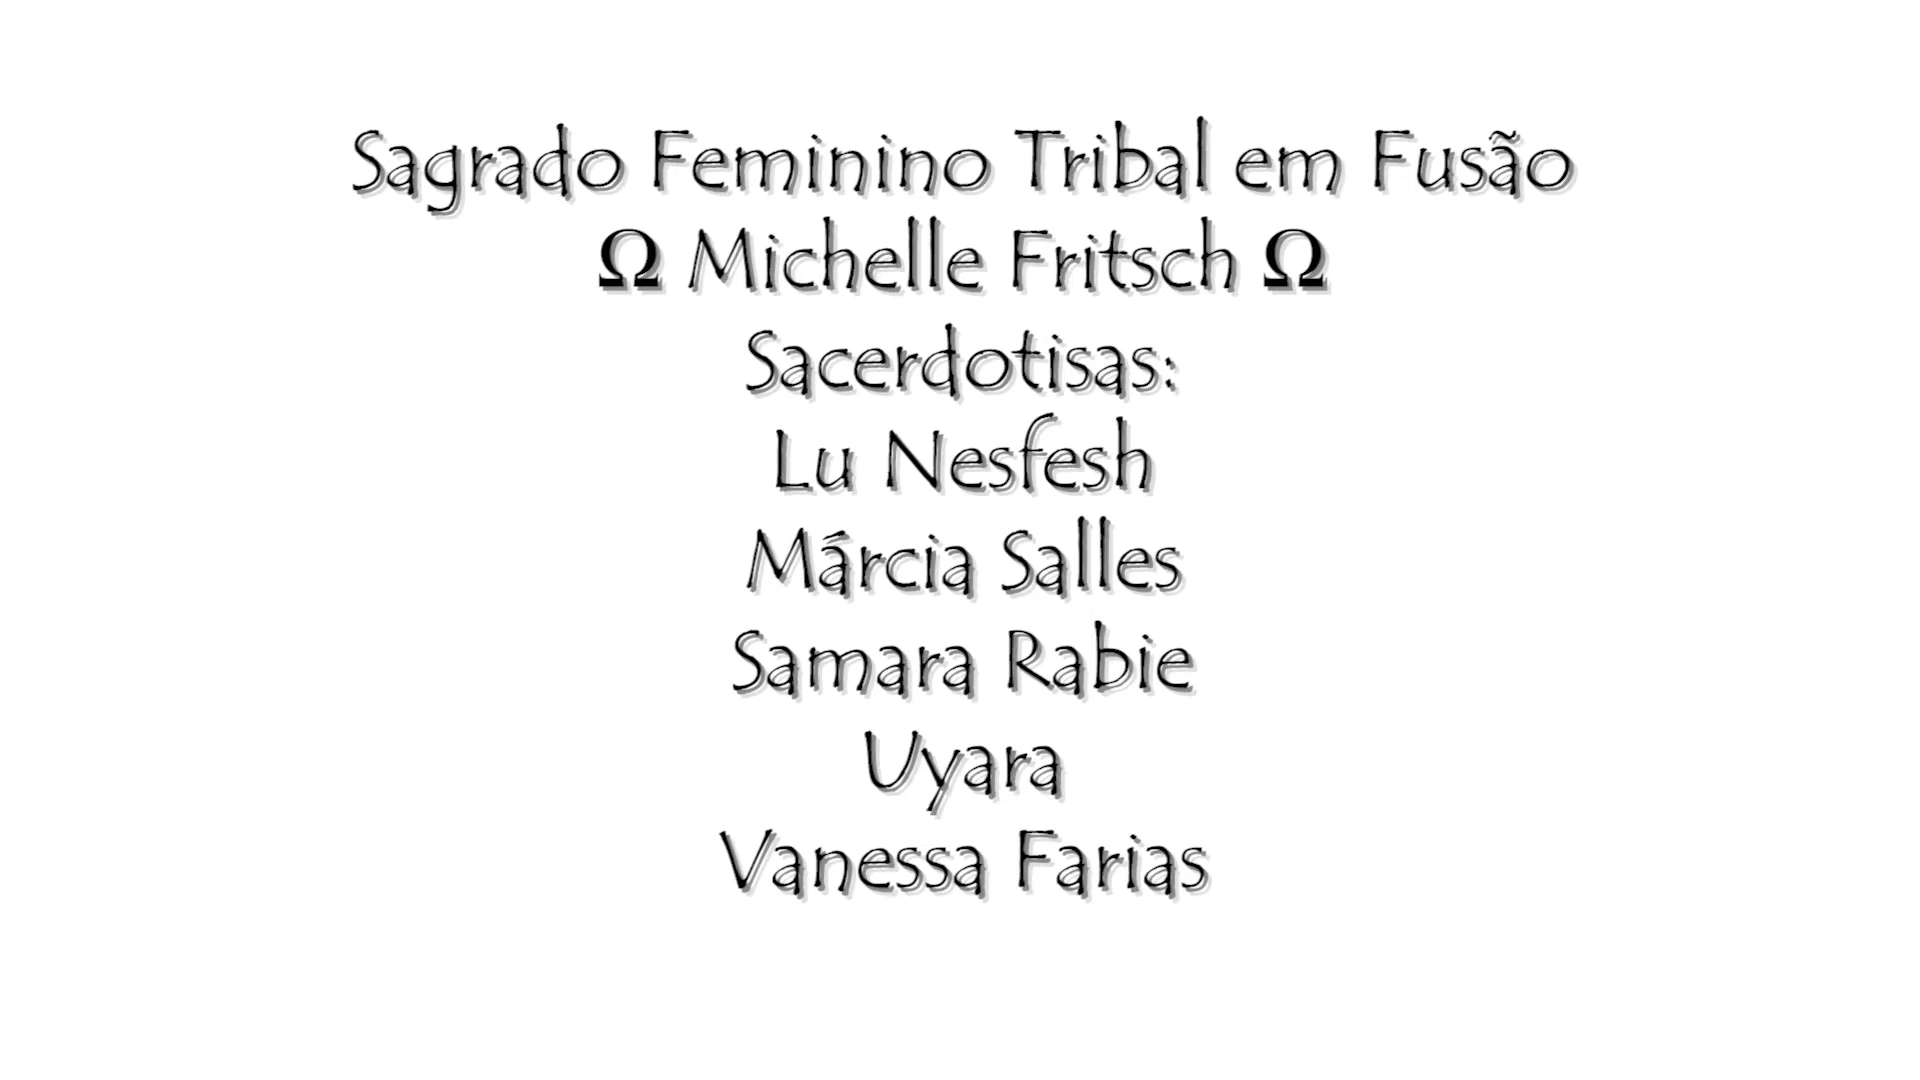 Sagrado Feminino Tribal em Fusão
Ω Michelle Fritsch Ω
Sacerdotisas:
Lu Nesfesh
Márcia Salles
Samara Rabie
Uyara
Vanessa Farias